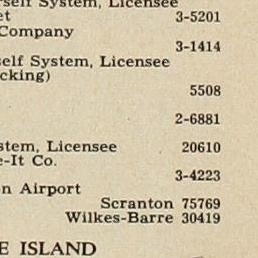 rself System, Licensee
et 3-5201
Company
3-1414
self System, Licensee
cking)
5508
2-6881
stem, Licensee 20610
e-It Co.
3-4223
n Airport
Scranton 75769
Wilkes-Barre 30419
E ISLAND